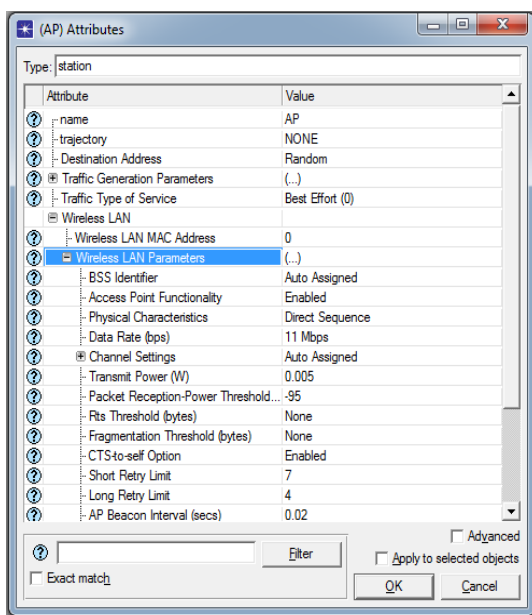 (AP) Attributes
Type: station
Attribute Value
name AP
trajectory NONE
Destination Address Random
Traffic Generation Parameters (...)
Traffic Type of Service Best Effort (0)
Wireless LAN
Wireless LAN MAC Address 0
Wireless LAN Parameters (...)
BSS Identifier Auto Assigned
Access Point Functionality Enabled
Physical Characteristics Direct Sequence
Data Rate (bps) 11 Mbps
Channel Settings Auto Assigned
Transmit Power (W) 0.005
Packet Reception-Power Threshold... -95
Rts Threshold (bytes) None
Fragmentation Threshold (bytes) None
CTS-to-self Option Enabled
Short Retry Limit 7
Long Retry Limit 4
AP Beacon Interval (secs) 0.02
Advanced
Filter Apply to selected objects
Exact match
OK Cancel